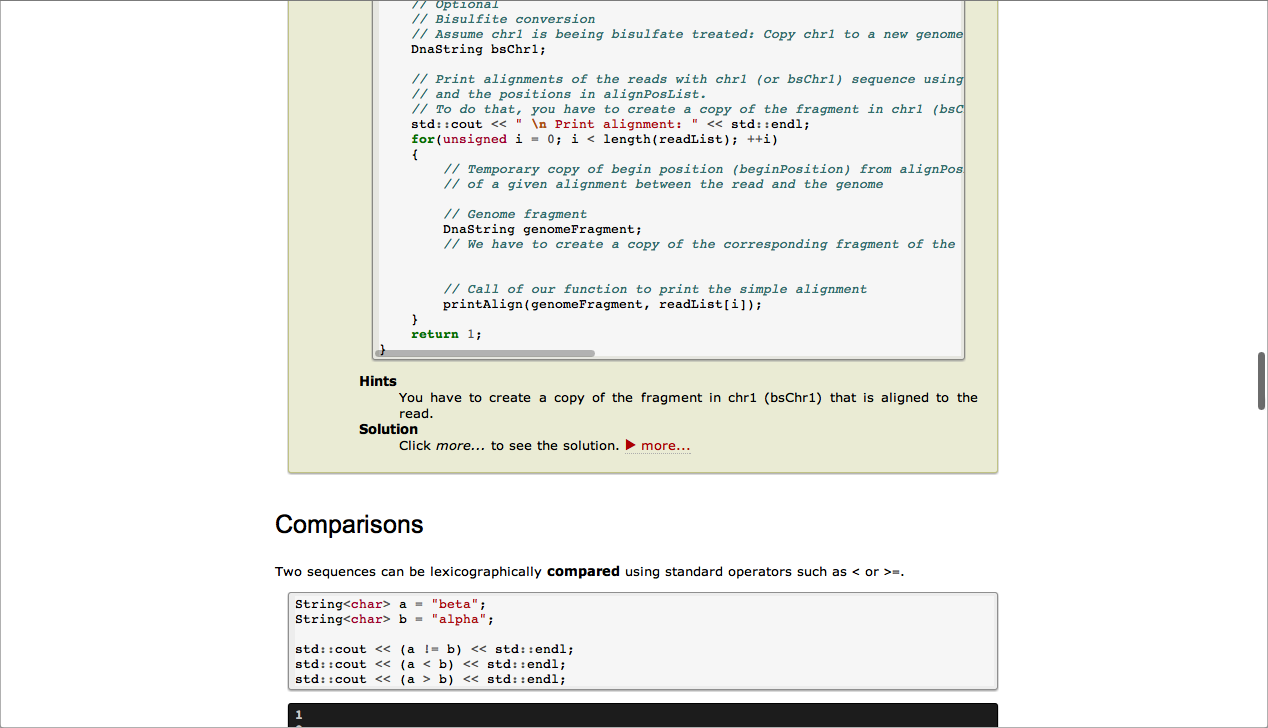 // Optional
// Bisulfite conversion
// Assume chr1 is beeing bisulfate treated: Copy chr1 to a new genome
DnaString bsChr1;
// Print alignments of the reads with chr1 (or bsChr1) sequence using
// and the positions in alignPosList.
// To do that, you have to create a copy of the fragment in chr1 (bsC
std::cout << " \n Print alignment: " << std::endl;
for(unsigned i = 0; i < length(readList); ++i)
{
// Temporary copy of begin position (beginPosition) from alignPos
// of a given alignment between the read and the genome
// Genome fragment
DnaString genomeFragment;
// We have to create a copy of the corresponding fragment of the
// Call of our function to print the simple alignment
printAlign(genomeFragment, readList[i]);
}
return 1;
}
Hints
You have to create a copy of the fragment in chr1 (bsChr1) that is aligned to the
read.
Solution
Click more... to see the solution. ▶ more...
Comparisons
Two sequences can be lexicographically compared using standard operators such as < or >=.
String<char> a = "beta";
String<char> b = "alpha";
std::cout << (a != b) << std::endl;
std::cout << (a < b) << std::endl;
std::cout << (a > b) << std::endl;
1